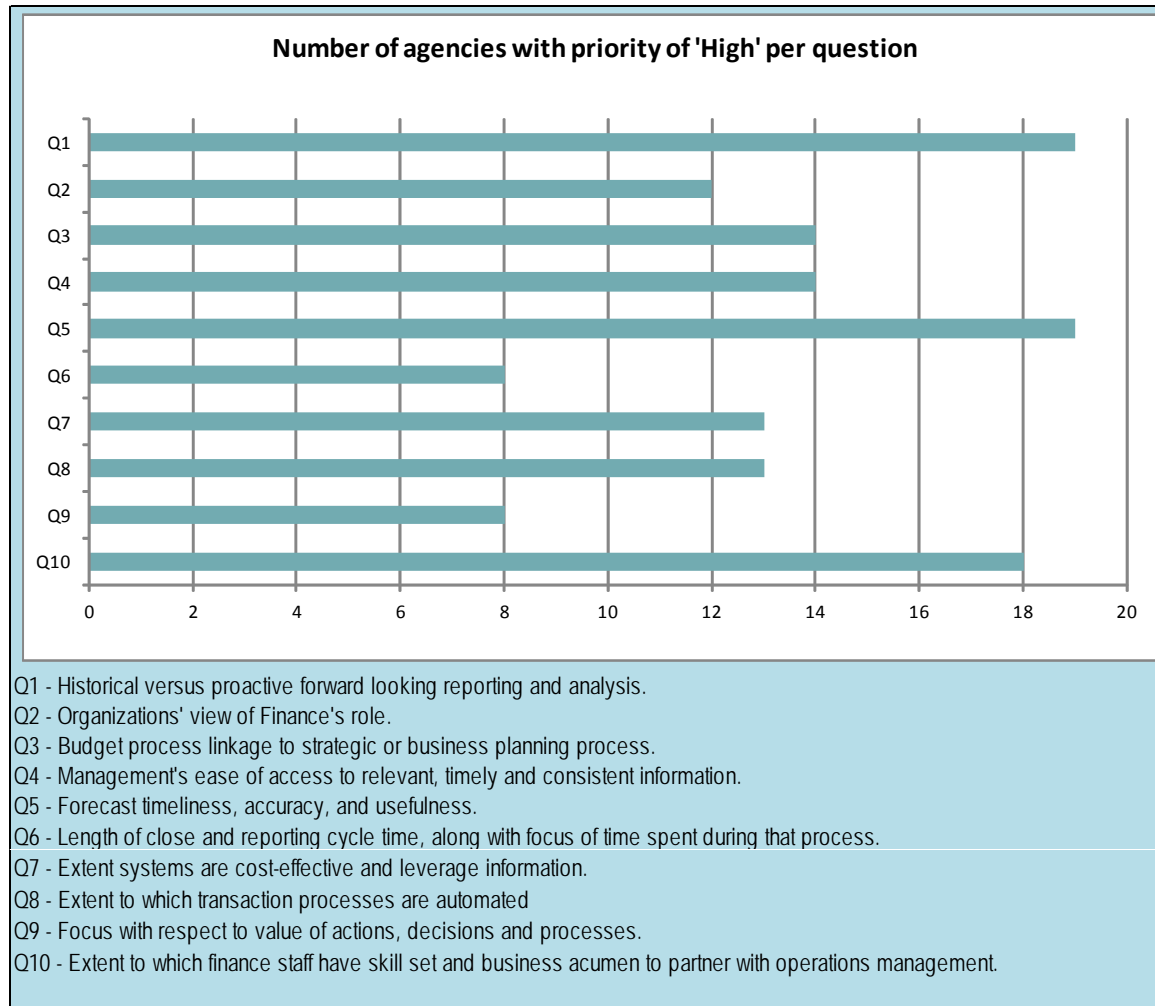 Number of agencies with priority of 'High' per question
Q1
Q2
Q3
Q4
Q5
Q6
Q7
Q8
Q9
Q10
0 2 4 6 8 10 12 14 16 18 20
Q1 - Historical versus proactive forward looking reporting and analysis.
Q2 - Organizations' view of Finance's role.
Q3 - Budget process linkage to strategic or business planning process.
Q4 - Management's ease of access to relevant, timely and consistent information.
Q5 - Forecast timeliness, accuracy, and usefulness.
Q6 - Length of close and reporting cycle time, along with focus of time spent during that process.
Q7 - Extent systems are cost-effective and leverage information.
Q8 - Extent to which transaction processes are automated
Q9 - Focus with respect to value of actions, decisions and processes.
Q10 - Extent to which finance staff have skill set and business acumen to partner with operations management.